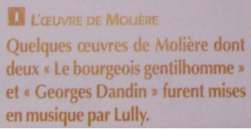 L'ŒUVRE DE MOLIÈRE
Quelques œuvres de Molière dont
deux « Le bourgeois gentilhomme »
et « Georges Dandin » furent mises
en musique par Lully.